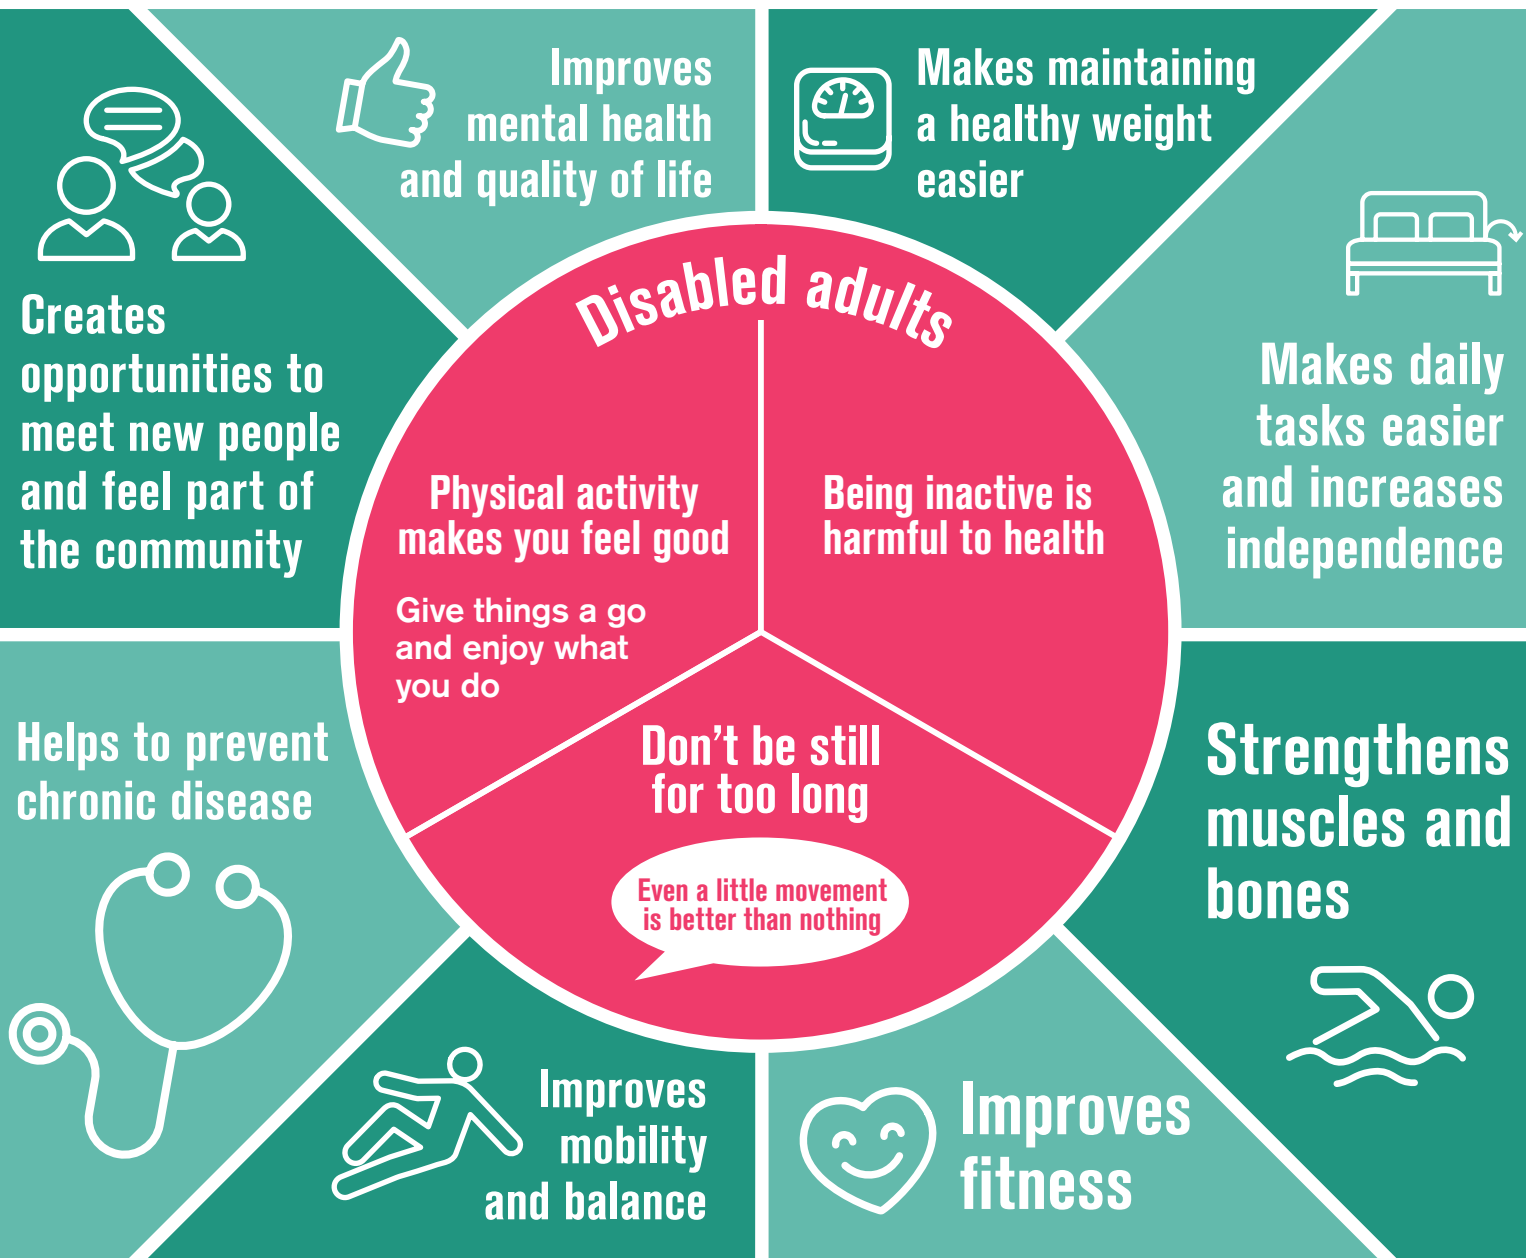 Improves
mental health
and quality of life
Makes maintaining
a healthy weight
easier
Makes daily
tasks easier
and increases
independence
Strengthens
muscles and
bones
Improves
fitness
Improves
mobility
and balance
Helps to prevent
chronic disease
Creates
opportunities to
meet new people
and feel part of
the community
Disabled adults
Physical activity
makes you feel good
Give things a go
and enjoy what
you do
Being inactive is
harmful to health
Don't be still
for too long
Even a little movement
is better than nothing